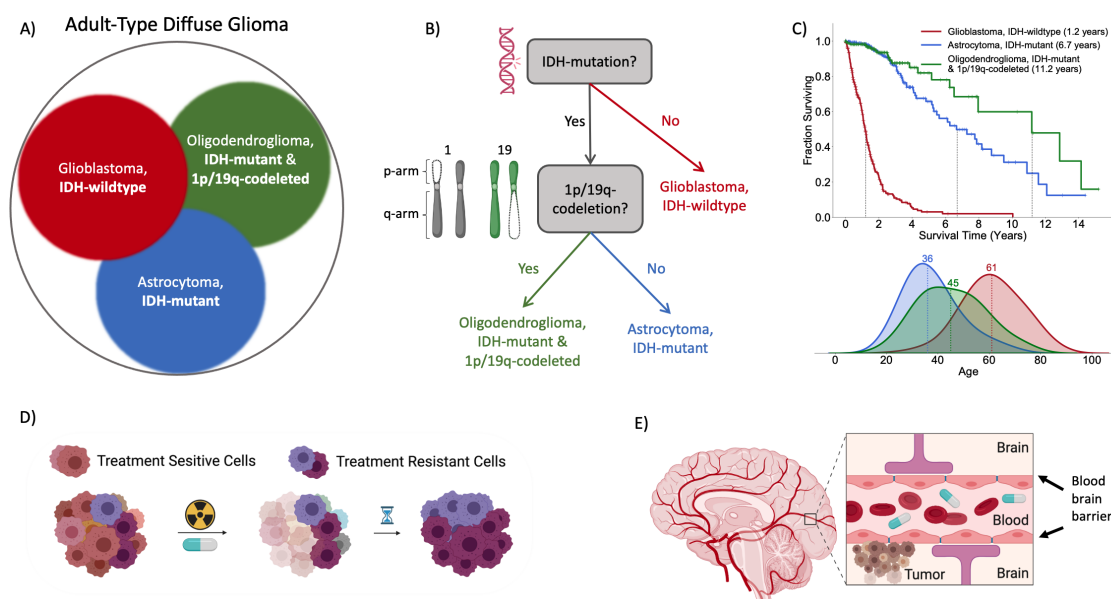 A)
Adult-Type Diffuse Glioma
Glioblastoma,
IDH-wildtype
Oligodendroglioma,
IDH-mutant &
1p/19q-codeleted
Astrocytoma,
IDH-mutant
B)
IDH-mutation?
Yes
No
1
19
p-arm
q-arm
1p/19q-
codeletion?
Glioblastoma,
IDH-wildtype
Yes
No
Oligodendroglioma,
IDH-mutant &
1p/19q-codeleted
Astrocytoma,
IDH-mutant
C)
Glioblastoma, IDH-wildtype (1.2 years)
Astrocytoma, IDH-mutant (6.7 years)
Oligodendroglioma, IDH-mutant
& 1p/19q-codeleted (11.2 years)
Fraction Surviving
1.0
0.8
0.6
0.4
0.2
0.0
0 2 4 6 8 10 12 14
Survival Time (Years)
36
45
61
0 20 40 60 80 100
Age
D)
Treatment Sesitive Cells
Treatment Resistant Cells
E)
Brain
Blood
Tumor
Brain
Blood
brain
barrier